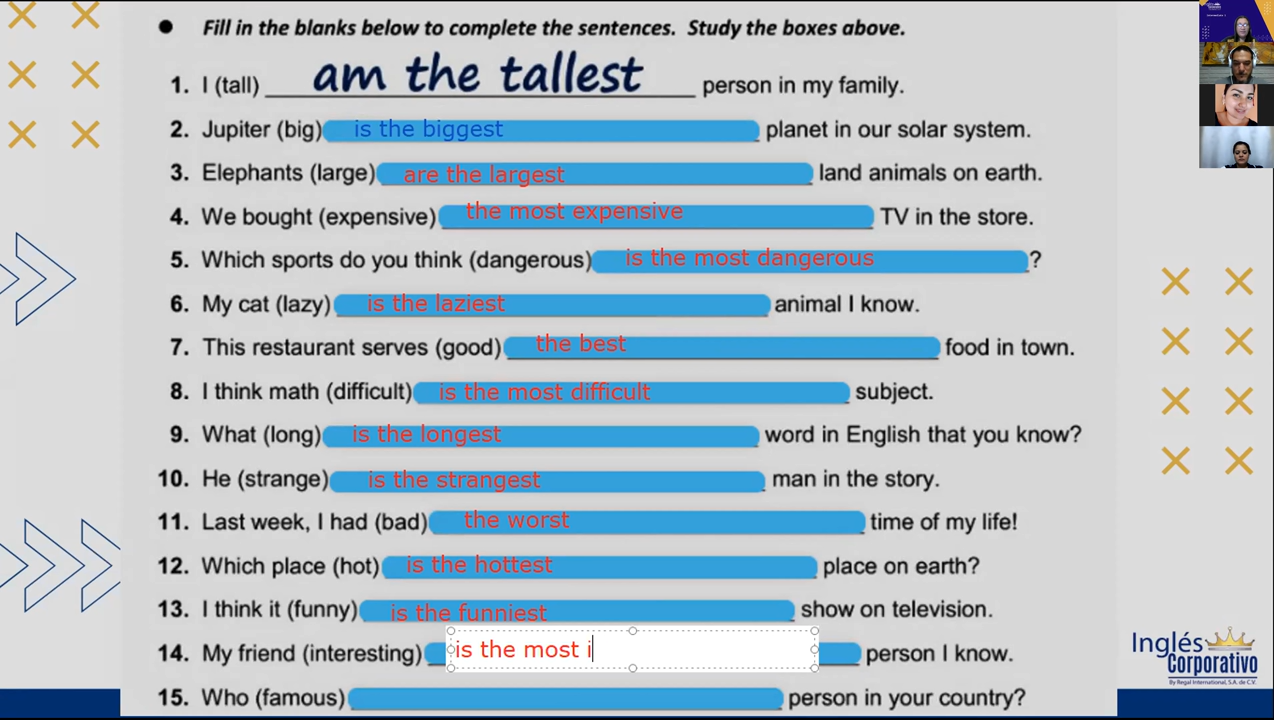 ● Fill in the blanks below to complete the sentences. Study the boxes above.
1. I (tall) am the tallest person in my family.
2. Jupiter (big) is the biggest planet in our solar system.
3. Elephants (large) are the largest land animals on earth.
4. We bought (expensive) the most expensive TV in the store.
5. Which sports do you think (dangerous) is the most dangerous ?
6. My cat (lazy) is the laziest animal I know.
7. This restaurant serves (good) the best food in town.
8. I think math (difficult) is the most difficult subject.
9. What (long) is the longest word in English that you know?
10. He (strange) is the strangest man in the story.
11. Last week, I had (bad) the worst time of my life!
12. Which place (hot) is the hottest place on earth?
13. I think it (funny) is the funniest show on television.
14. My friend (interesting) is the most i person I know.
15. Who (famous) person in your country?
Inglés
Corporativo
By Regal International, S.A. de C.V.